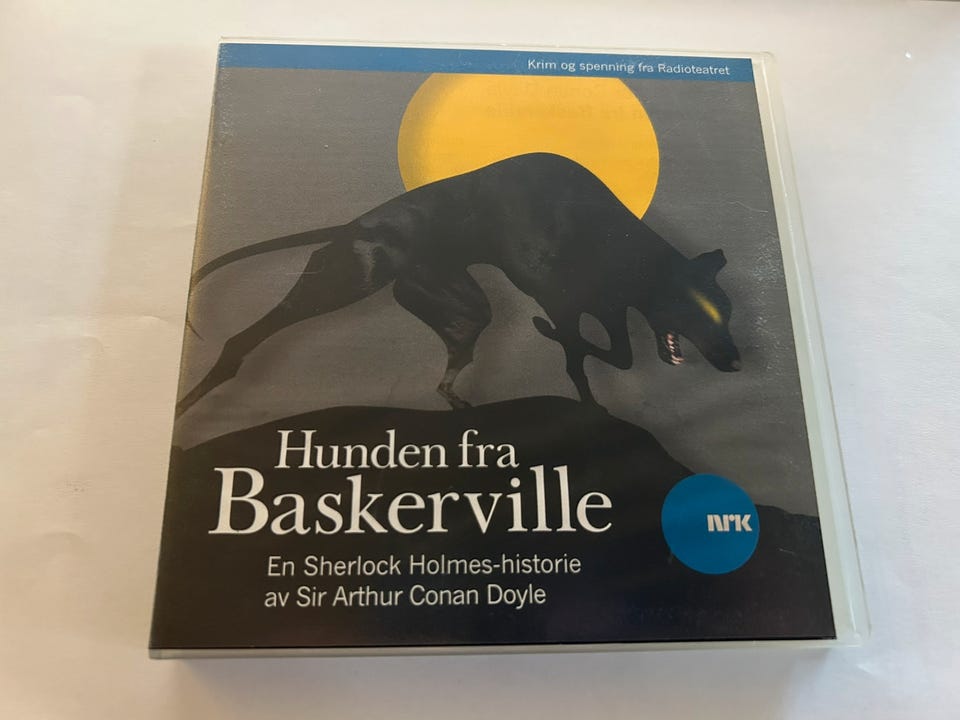 Krim og spenning fra Radioteatret
Hunden fra
Baskerville
nrk
En Sherlock Holmes-historie
av Sir Arthur Conan Doyle